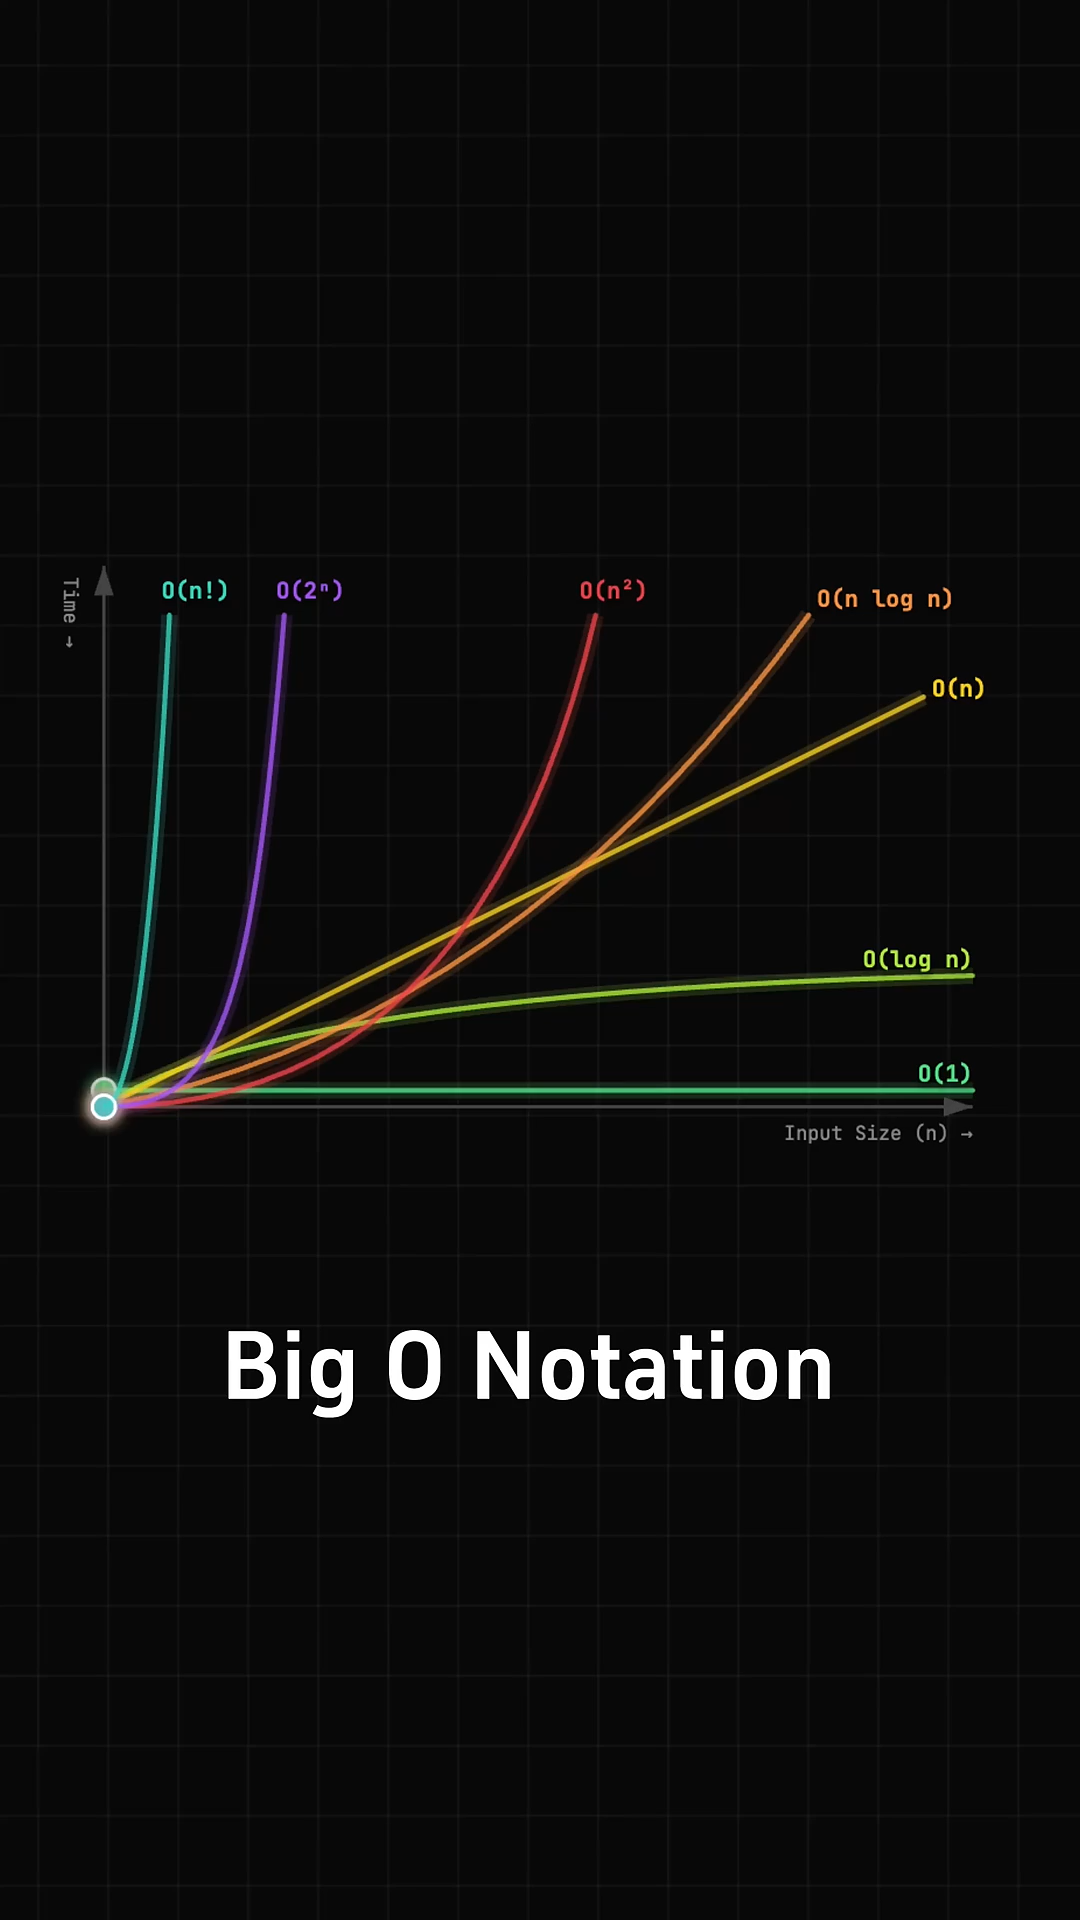 Time →
O(n!)
O(2ⁿ)
O(n²)
O(n log n)
O(n)
O(log n)
O(1)
Input Size (n) →
Big O Notation